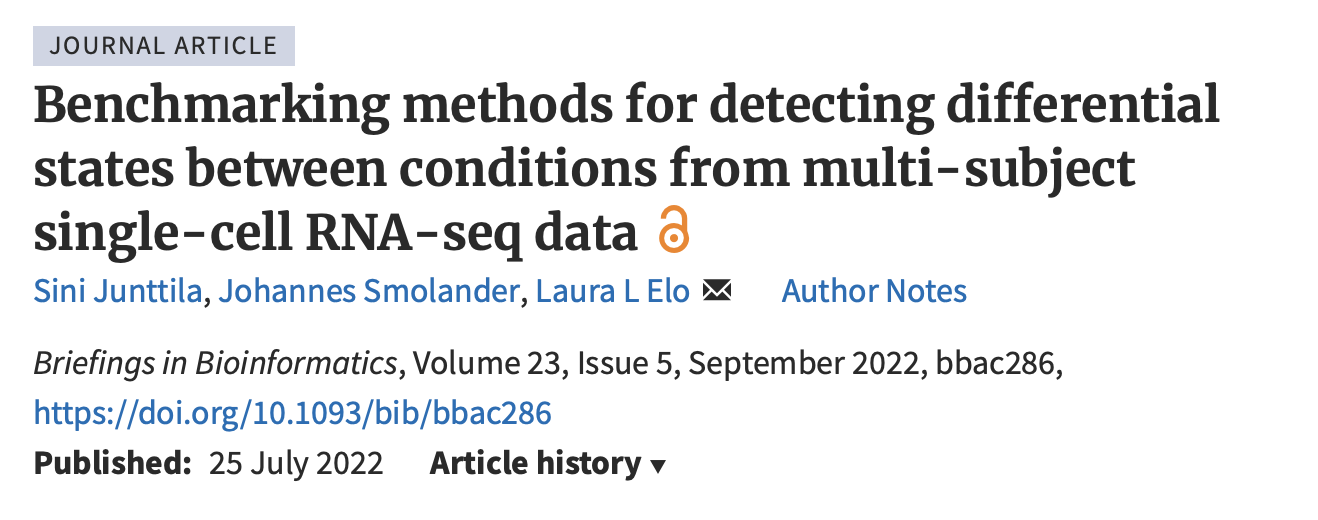 JOURNAL ARTICLE
Benchmarking methods for detecting differential
states between conditions from multi-subject
single-cell RNA-seq data
Sini Junttila, Johannes Smolander, Laura L Elo Author Notes
Briefings in Bioinformatics, Volume 23, Issue 5, September 2022, bbac286,
https://doi.org/10.1093/bib/bbac286
Published: 25 July 2022 Article history ▼